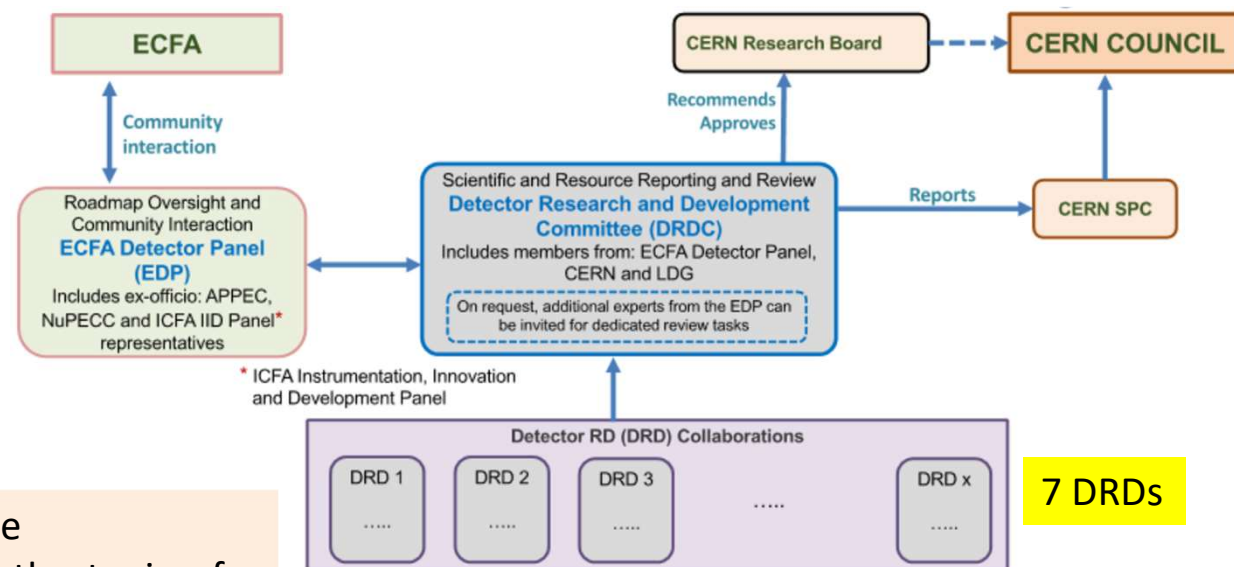 ECFA
CERN Research Board
CERN COUNCIL
Community
interaction
Recommends
Approves
Roadmap Oversight and
Community Interaction
ECFA Detector Panel
(EDP)
Includes ex-officio: APPEC,
NuPECC and ICFA IID Panel*
representatives
Scientific and Resource Reporting and Review
Detector Research and Development
Committee (DRDC)
Includes members from: ECFA Detector Panel,
CERN and LDG
On request, additional experts from the EDP can
be invited for dedicated review tasks
Reports
CERN SPC
* ICFA Instrumentation, Innovation
and Development Panel
Detector RD (DRD) Collaborations
DRD 1
.....
DRD 2
.....
DRD 3
.....
.....
DRD x
.....
7 DRDs